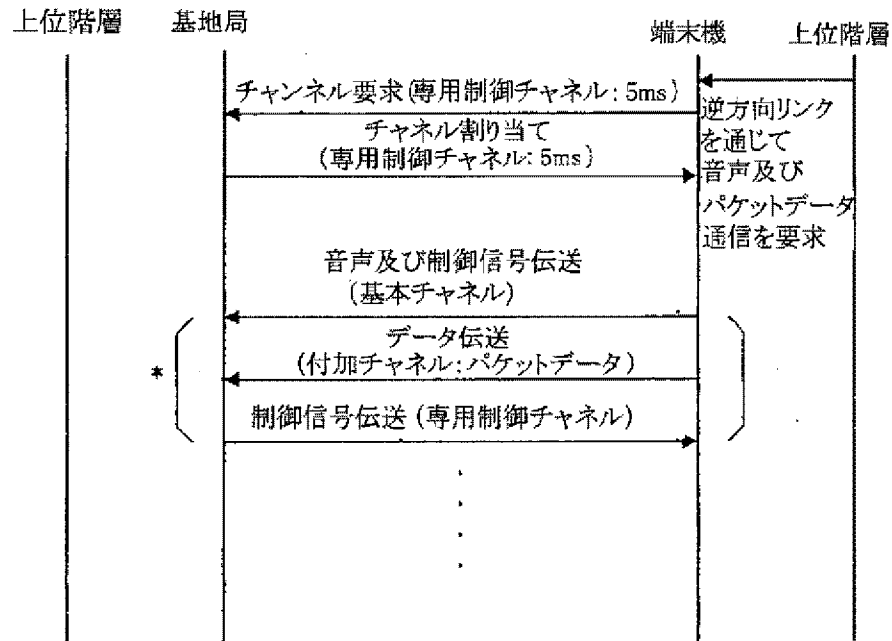 上位階層
基地局
端末機
上位階層
チャンネル要求(専用制御チャネル:5ms)
チャネル割り当て
(専用制御チャネル:5ms)
逆方向リンク
を通じて
音声及び
パケットデータ
通信を要求
音声及び制御信号伝送
(基本チャネル)
データ伝送
(付加チャネル:パケットデータ)
*
制御信号伝送(専用制御チャネル)